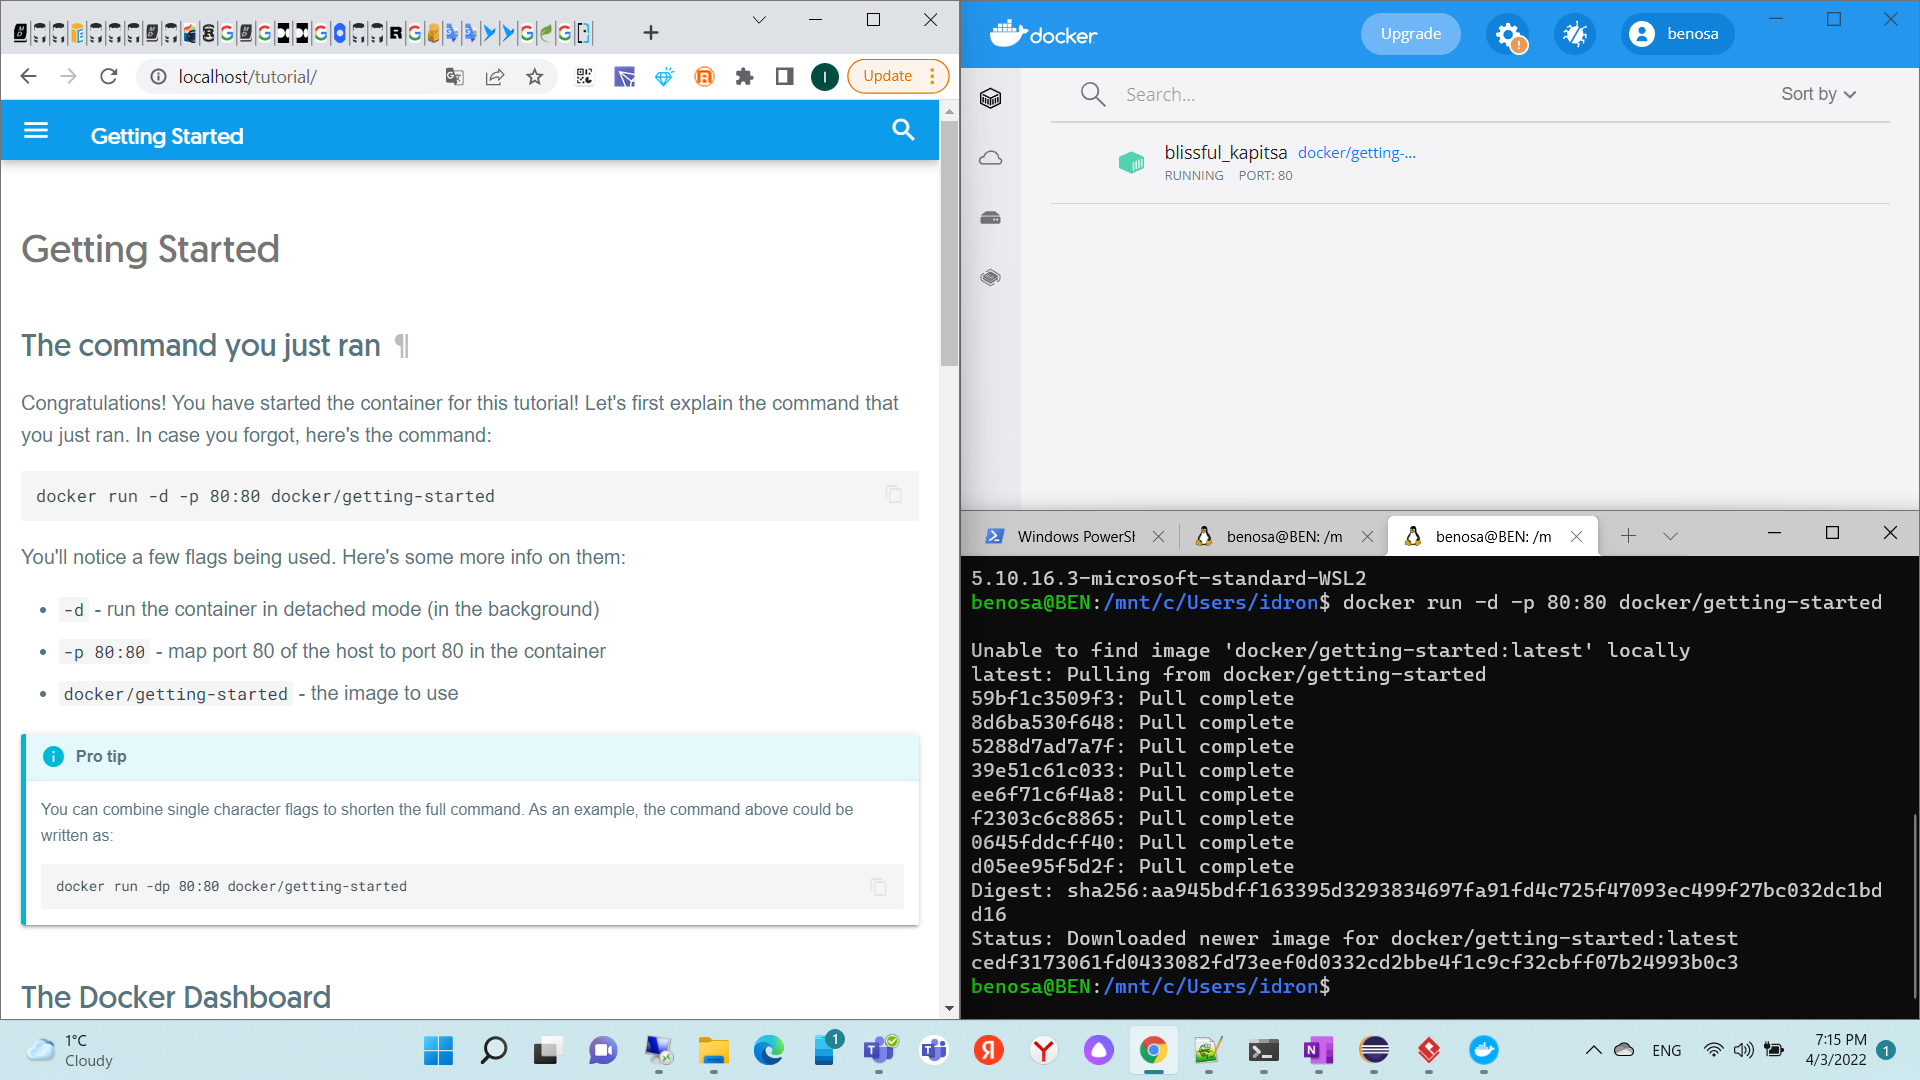 localhost/tutorial/
I
Update
Getting Started
Getting Started
The command you just ran ¶
Congratulations! You have started the container for this tutorial! Let's first explain the command that
you just ran. In case you forgot, here's the command:
docker run -d -p 80:80 docker/getting-started
You'll notice a few flags being used. Here's some more info on them:
-d - run the container in detached mode (in the background)
-p 80:80 - map port 80 of the host to port 80 in the container
docker/getting-started - the image to use
Pro tip
You can combine single character flags to shorten the full command. As an example, the command above could be
written as:
docker run -dp 80:80 docker/getting-started
The Docker Dashboard
docker
Upgrade
benosa
Search...
Sort by
blissful_kapitsa docker/getting-...
RUNNING PORT: 80
Windows PowerSh
benosa@BEN: /m
benosa@BEN: /m
5.10.16.3-microsoft-standard-WSL2
benosa@BEN:/mnt/c/Users/idron$ docker run -d -p 80:80 docker/getting-started
Unable to find image 'docker/getting-started:latest' locally
latest: Pulling from docker/getting-started
59bf1c3509f3: Pull complete
8d6ba530f648: Pull complete
5288d7ad7a7f: Pull complete
39e51c61c033: Pull complete
ee6f71c6f4a8: Pull complete
f2303c6c8865: Pull complete
0645fddcff40: Pull complete
d05ee95f5d2f: Pull complete
Digest: sha256:aa945bdff163395d3293834697fa91fd4c725f47093ec499f27bc032dc1bd
d16
Status: Downloaded newer image for docker/getting-started:latest
cedf3173061fd0433082fd73eef0d0332cd2bbe4f1c9cf32cbff07b24993b0c3
benosa@BEN:/mnt/c/Users/idron$
1°C
Cloudy
1
ENG
7:15 PM
4/3/2022
1